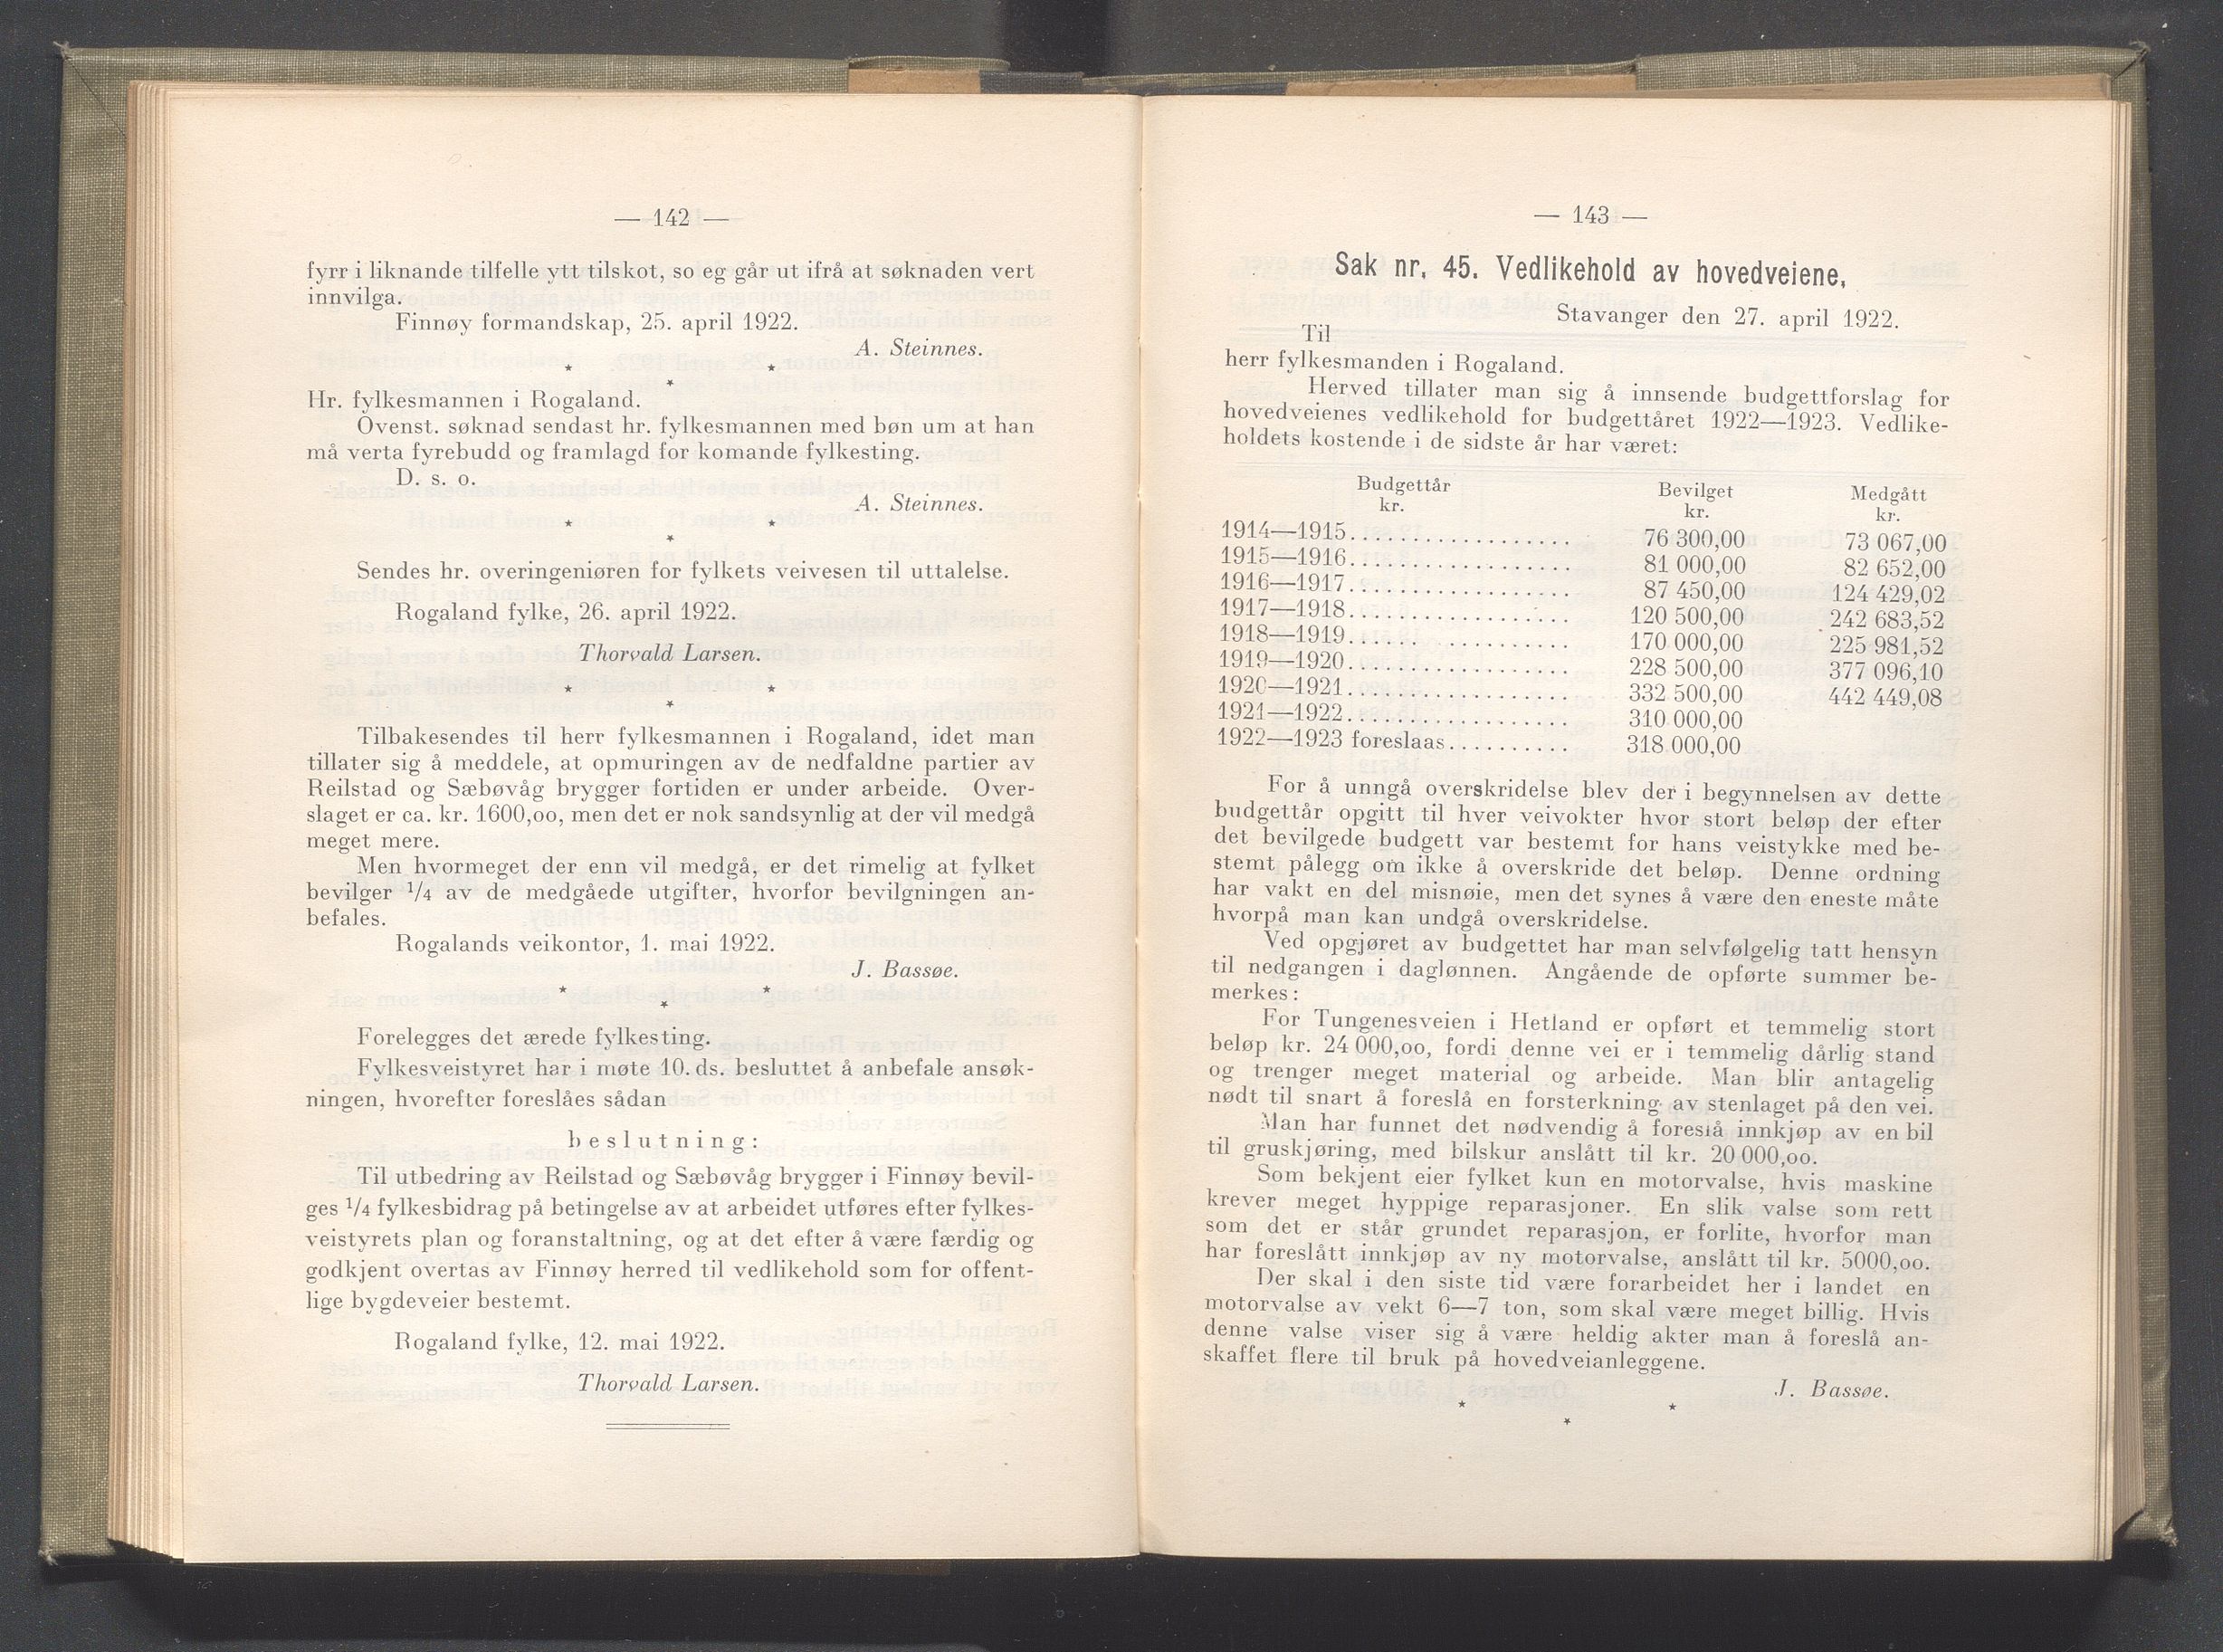 — 142 —
fyrr i liknande tilfelle ytt tilskot, so eg går ut ifrå at søknaden vert
innvilga.
Finnøy formandskap, 25. april 1922.
A. Steinnes.
* * *
Hr. fylkesmannen i Rogaland.
Ovenst. søknad sendast hr. fylkesmannen med bøn um at han
må verta fyrebudd og framlagd for komande fylkesting.
D. s. o.
A. Steinnes.
* * *
Sendes hr. overingeniøren for fylkets veivesen til uttalelse.
Rogaland fylke, 26. april 1922.
Thorvald Larsen.
* * *
Tilbakesendes til herr fylkesmannen i Rogaland, idet man
tillater sig å meddele, at opmuringen av de nedfaldne partier av
Reilstad og Sæbøvåg brygger fortiden er under arbeide. Over-
slaget er ca. kr. 1600,oo, men det er nok sandsynlig at der vil medgå
meget mere.
Men hvormeget der enn vil medgå, er det rimelig at fylket
bevilger 1/4 av de medgåede utgifter, hvorfor bevilgningen an-
befales.
Rogalands veikontor, 1. mai 1922.
J. Bassøe.
* * *
Forelegges det ærede fylkesting.
Fylkesveistyret har i møte 10. ds. besluttet å anbefale ansøk-
ningen, hvorefter foreslåes sådan
beslutning:
Til utbedring av Reilstad og Sæbøvåg brygger i Finnøy bevil-
ges 1/4 fylkesbidrag på betingelse av at arbeidet utføres efter fylkes-
veistyrets plan og foranstaltning, og at det efter å være færdig og
godkjent overtas av Finnøy herred til vedlikehold som for offent-
lige bygdeveier bestemt.
Rogaland fylke, 12. mai 1922.
Thorvald Larsen.
— 143 —
Sak nr. 45. Vedlikehold av hovedveiene.
Stavanger den 27. april 1922.
Til
herr fylkesmanden i Rogaland.
Herved tillater man sig å innsende budgettforslag for
hovedveienes vedlikehold for budgettåret 1922—1923. Vedlike-
holdets kostende i de sidste år har været:
Budgettår Bevilget Medgått
kr. kr. kr.
1914—1915.................. 76 300,00 73 067,00
1915—1916.................. 81 000,00 82 652,00
1916—1917.................. 87 450,00 124 429,02
1917—1918.................. 120 500,00 242 683,52
1918—1919.................. 170 000,00 225 981,52
1919—1920.................. 228 500,00 377 096,10
1920—1921.................. 332 500,00 442 449,08
1921—1922.................. 310 000,00
1922—1923 foreslaas.......... 318 000,00
For å unngå overskridelse blev der i begynnelsen av dette
budgettår opgitt til hver veivokter hvor stort beløp der efter
det bevilgede budgett var bestemt for hans veistykke med be-
stemt pålegg om ikke å overskride det beløp. Denne ordning
har vakt en del misnøie, men det synes å være den eneste måte
hvorpå man kan undgå overskridelse.
Ved opgjøret av budgettet har man selvfølgelig tatt hensyn
til nedgangen i daglønnen. Angående de opførte summer be-
merkes:
For Tungenesveien i Hetland er opført et temmelig stort
beløp kr. 24 000,oo, fordi denne vei er i temmelig dårlig stand
og trenger meget material og arbeide. Man blir antagelig
nødt til snart å foreslå en forsterkning av stenlaget på den vei.
Man har funnet det nødvendig å foreslå innkjøp av en bil
til gruskjøring, med bilskur anslått til kr. 20 000,oo.
Som bekjent eier fylket kun en motorvalse, hvis maskine
krever meget hyppige reparasjoner. En slik valse som rett
som det er står grundet reparasjon, er forlite, hvorfor man
har foreslått innkjøp av ny motorvalse, anslått til kr. 5000,oo.
Der skal i den siste tid være forarbeidet her i landet en
motorvalse av vekt 6—7 ton, som skal være meget billig. Hvis
denne valse viser sig å være heldig akter man å foreslå an-
skaffet flere til bruk på hovedveianleggene.
J. Bassøe.
* * *